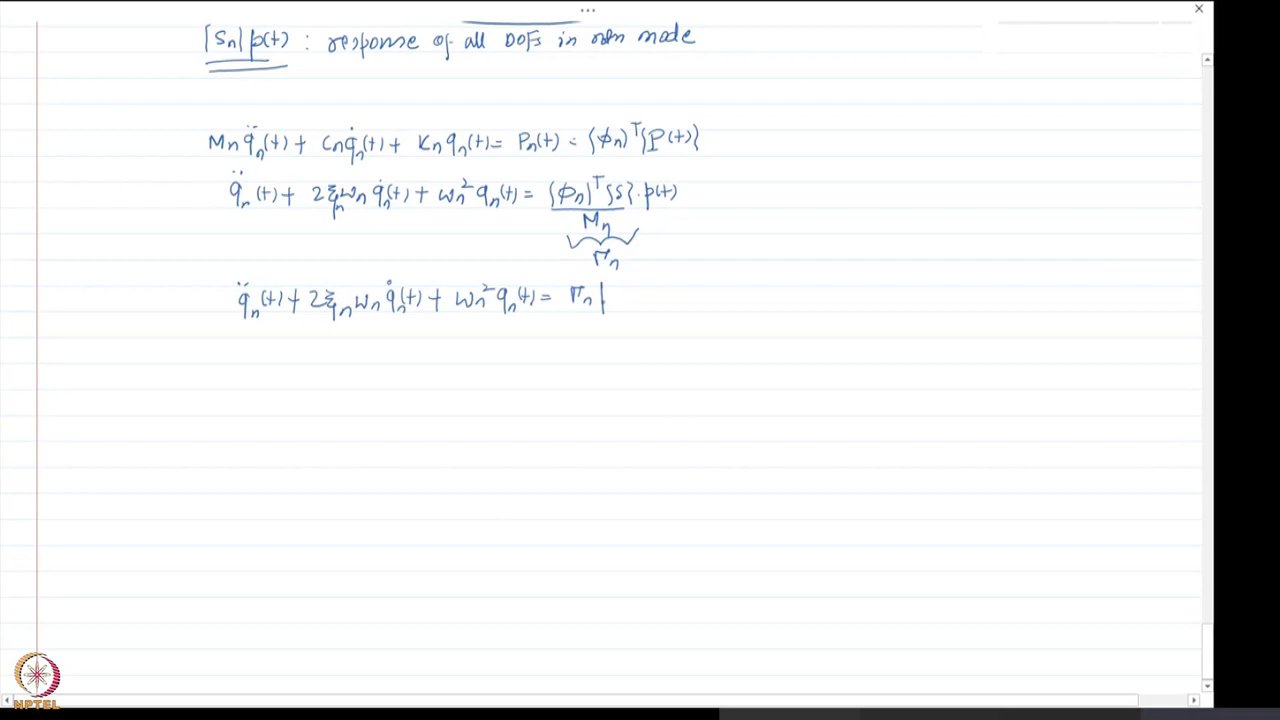 {Sn} p(t) : response of all DOFs in nth mode
Mn q̈n(t) + Cn q̇n(t) + Kn qn(t) = Pn(t) = {ϕn}ᵀ{P(t)}
q̈n(t) + 2ξnωn q̇n(t) + ωn² qn(t) = {ϕn}ᵀ{s} · p(t)
Mn
Γn
q̈n(t) + 2ξnωn q̇n(t) + ωn² qn(t) = Γn
NPTEL